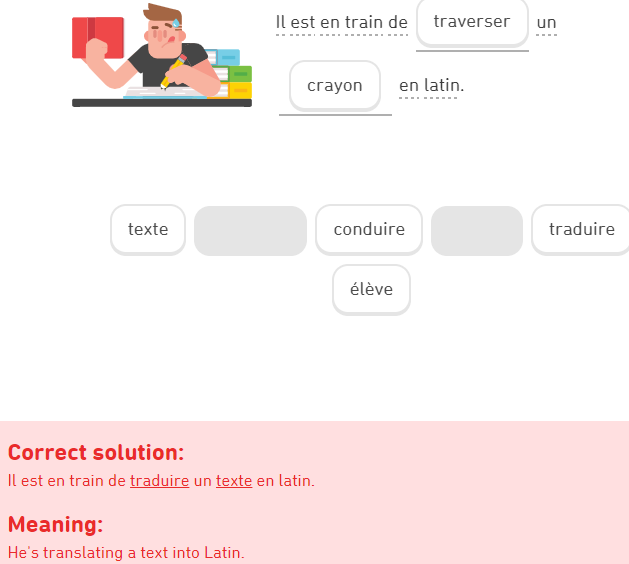 Il est en train de traverser un
crayon en latin.
texte conduire traduire
élève
Correct solution:
Il est en train de traduire un texte en latin.
Meaning:
He's translating a text into Latin.